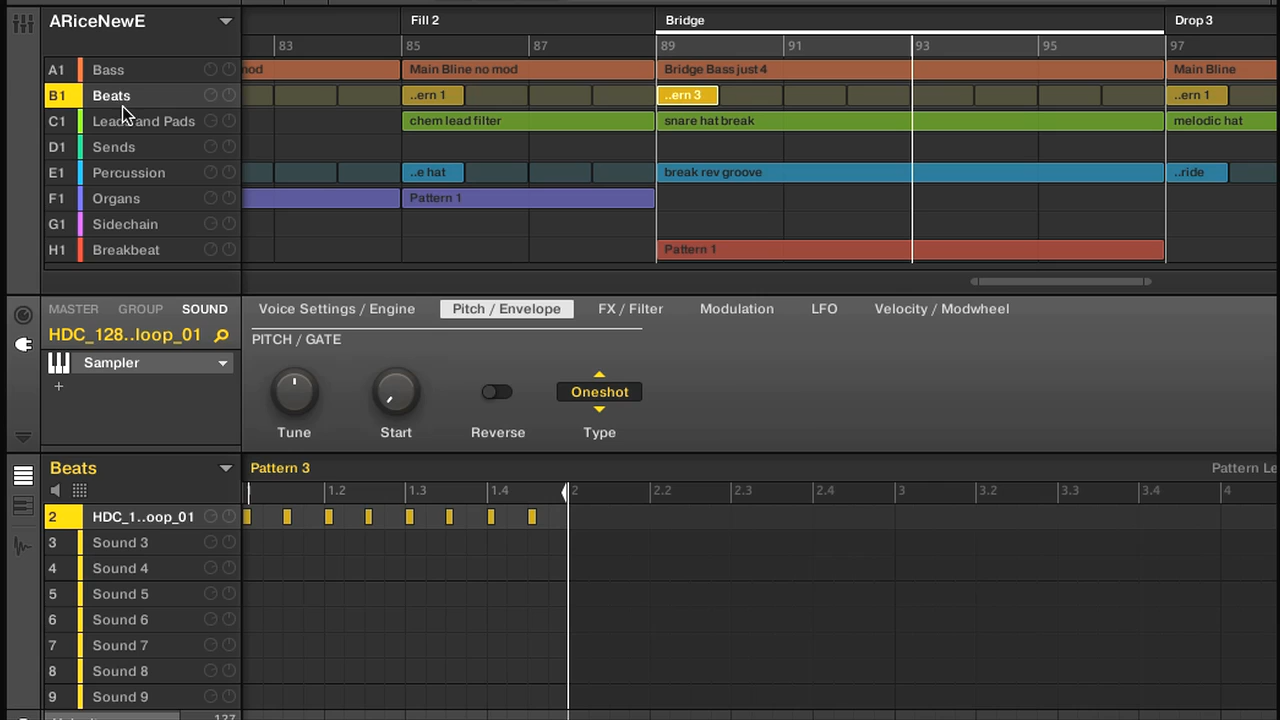 ARiceNewE
Fill 2 Bridge Drop 3
83 85 87 89 91 93 95 97
A1 Bass mod Main Bline no mod Bridge Bass just 4 Main Bline
B1 Beats ..ern 1 ..ern 3 ..ern 1
C1 Leads and Pads chem lead filter snare hat break melodic hat
D1 Sends
E1 Percussion ..e hat break rev groove ..ride
F1 Organs Pattern 1
G1 Sidechain
H1 Breakbeat Pattern 1
MASTER GROUP SOUND Voice Settings / Engine Pitch / Envelope FX / Filter Modulation LFO Velocity / Modwheel
HDC_128..loop_01 PITCH / GATE
Sampler
+
Oneshot
Tune Start Reverse Type
Beats Pattern 3 Pattern Le
1 1.2 1.3 1.4 2 2.2 2.3 2.4 3 3.2 3.3 3.4 4
2 HDC_1..oop_01
3 Sound 3
4 Sound 4
5 Sound 5
6 Sound 6
7 Sound 7
8 Sound 8
9 Sound 9
127